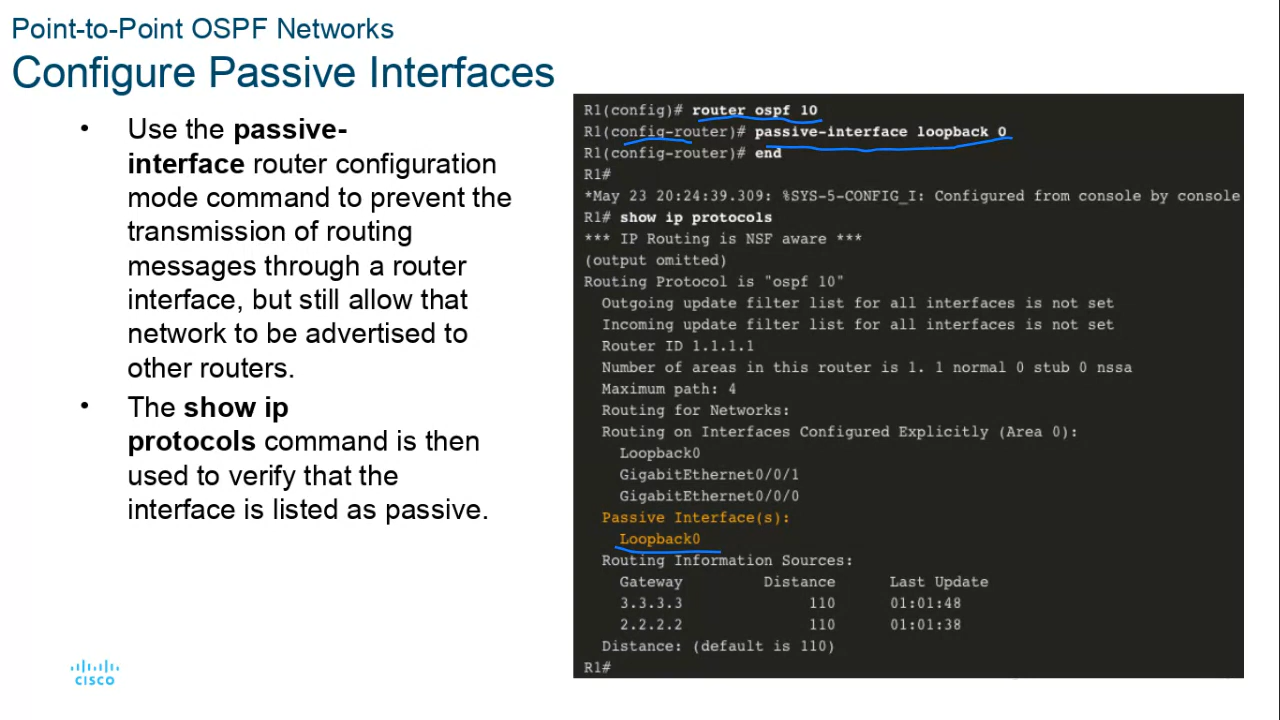 Point-to-Point OSPF Networks
Configure Passive Interfaces
• Use the passive-
interface router configuration
mode command to prevent the
transmission of routing
messages through a router
interface, but still allow that
network to be advertised to
other routers.
• The show ip
protocols command is then
used to verify that the
interface is listed as passive.
R1(config)# router ospf 10
R1(config-router)# passive-interface loopback 0
R1(config-router)# end
R1#
*May 23 20:24:39.309: %SYS-5-CONFIG_I: Configured from console by console
R1# show ip protocols
*** IP Routing is NSF aware ***
(output omitted)
Routing Protocol is "ospf 10"
Outgoing update filter list for all interfaces is not set
Incoming update filter list for all interfaces is not set
Router ID 1.1.1.1
Number of areas in this router is 1. 1 normal 0 stub 0 nssa
Maximum path: 4
Routing for Networks:
Routing on Interfaces Configured Explicitly (Area 0):
Loopback0
GigabitEthernet0/0/1
GigabitEthernet0/0/0
Passive Interface(s):
Loopback0
Routing Information Sources:
Gateway Distance Last Update
3.3.3.3 110 01:01:48
2.2.2.2 110 01:01:38
Distance: (default is 110)
R1#
CISCO